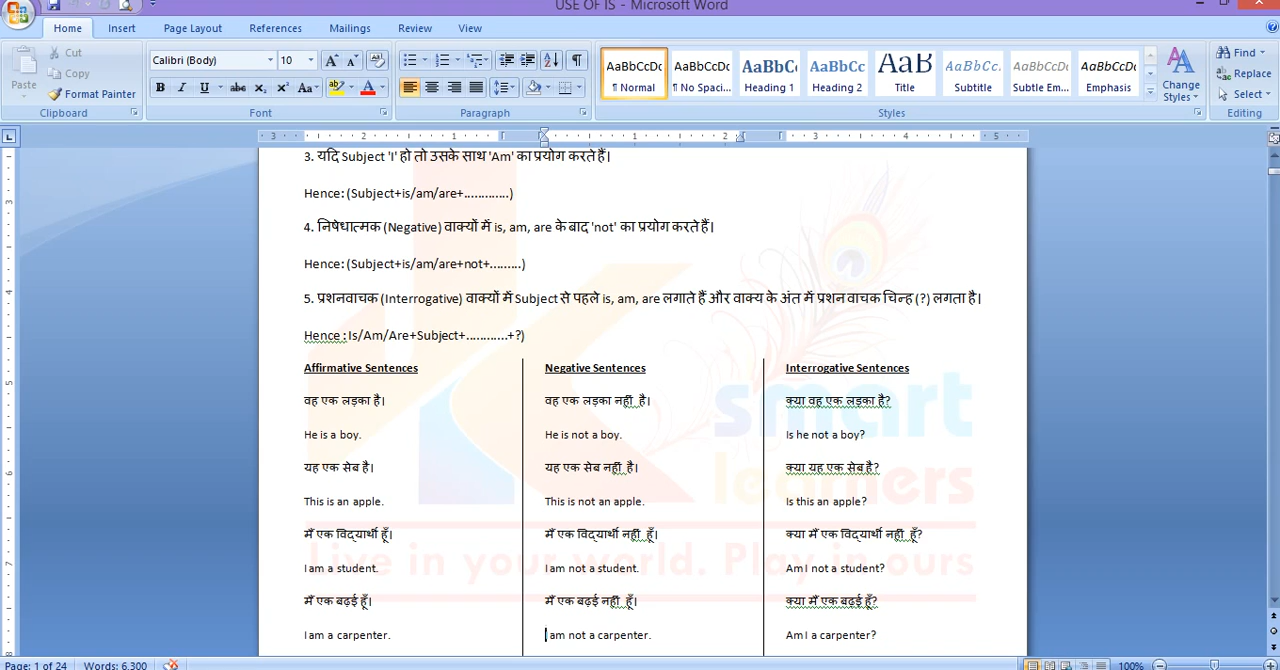 USE OF IS - Microsoft Word
Home Insert Page Layout References Mailings Review View
Cut
Copy
Paste
Format Painter
Clipboard
Calibri (Body) 10
Font
Paragraph
AaBbCcDc AaBbCcDc AaBbC AaBbCc AaB AaBbCc. AaBbCcDc AaBbCcDc
¶ Normal ¶ No Spaci... Heading 1 Heading 2 Title Subtitle Subtle Em... Emphasis
Change Styles
Styles
Find
Replace
Select
Editing
3. यदि Subject 'I' हो तो उसके साथ 'Am' का प्रयोग करते हैं।
Hence: (Subject+is/am/are+.............)
4. निषेधात्मक (Negative) वाक्यों में is, am, are के बाद 'not' का प्रयोग करते हैं।
Hence: (Subject+is/am/are+not+.........)
5. प्रशनवाचक (Interrogative) वाक्यों में Subject से पहले is, am, are लगाते हैं और वाक्य के अंत में प्रशन वाचक चिन्ह (?) लगता है।
Hence : Is/Am/Are+Subject+............+?)
Affirmative Sentences Negative Sentences Interrogative Sentences
वह एक लड़का है। वह एक लड़का नहीं है। क्या वह एक लड़का है?
He is a boy. He is not a boy. Is he not a boy?
यह एक सेब है। यह एक सेब नहीं है। क्या यह एक सेब है?
This is an apple. This is not an apple. Is this an apple?
मैं एक विद्यार्थी हूँ। मैं एक विद्यार्थी नहीं हूँ। क्या मैं एक विद्यार्थी नहीं हूँ?
I am a student. I am not a student. Am I not a student?
मैं एक बढ़ई हूँ। मैं एक बढ़ई नहीं हूँ। क्या मैं एक बढ़ई हूँ?
I am a carpenter. I am not a carpenter. Am I a carpenter?
smart
learners
Live in your world. Play in ours
Page: 1 of 24 Words: 6,300 100%